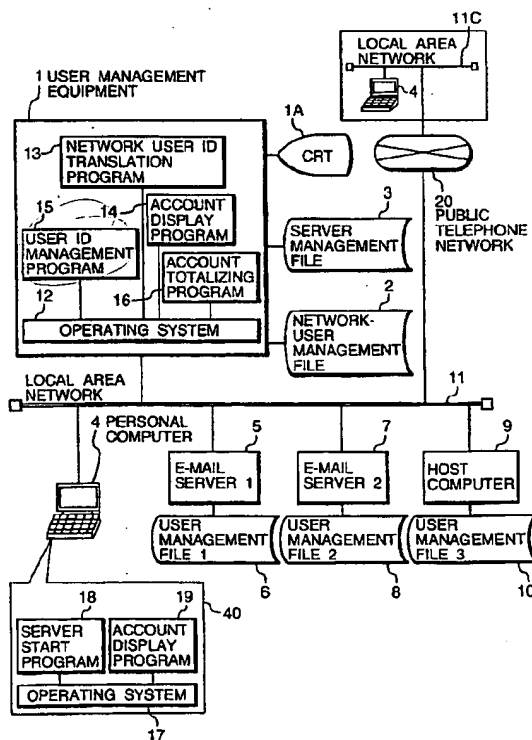 11C
LOCAL AREA
NETWORK
4
1 USER MANAGEMENT
EQUIPMENT
1A
CRT
13
NETWORK USER ID
TRANSLATION
PROGRAM
15
14
ACCOUNT
DISPLAY
PROGRAM
USER ID
MANAGEMENT
PROGRAM
16
ACCOUNT
TOTALIZING
PROGRAM
12
OPERATING SYSTEM
3
SERVER
MANAGEMENT
FILE
2
NETWORK-
USER
MANAGEMENT
FILE
20
PUBLIC
TELEPHONE
NETWORK
LOCAL AREA
NETWORK
11
4 PERSONAL
COMPUTER
5
E-MAIL
SERVER 1
7
E-MAIL
SERVER 2
9
HOST
COMPUTER
USER
MANAGEMENT
FILE 1
6
USER
MANAGEMENT
FILE 2
8
USER
MANAGEMENT
FILE 3
10
18
SERVER
START
PROGRAM
19
ACCOUNT
DISPLAY
PROGRAM
40
OPERATING SYSTEM
17